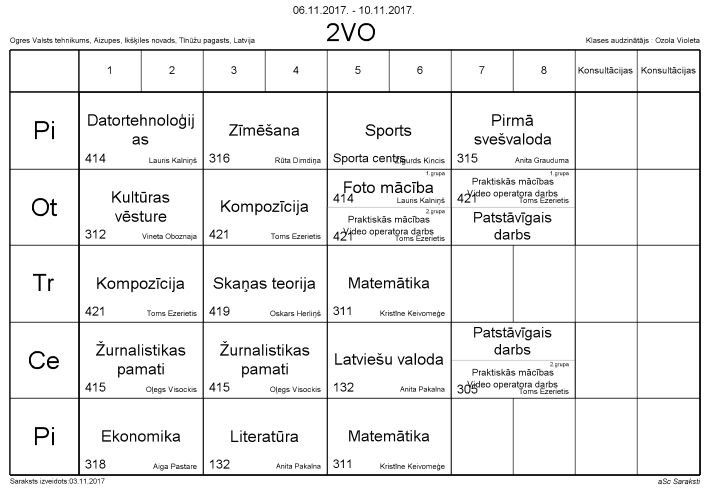 06.11.2017. - 10.11.2017.
2VO
Ogres Valsts tehnikums, Aizupes, Ikšķiles novads, Tīnūžu pagasts, Latvija
Klases audzinātājs : Ozola Violeta
1 2 3 4 5 6 7 8 Konsultācijas Konsultācijas
Pi
Datortehnoloģij
as
414 Lauris Kalniņš
Zīmēšana
316 Rūta Dimdiņa
Sports
Sporta centrs Zigurds Kincis
Pirmā
svešvaloda
315 Anita Grauduma
Ot
Kultūras
vēsture
312 Vineta Oboznaja
Kompozīcija
421 Toms Ezerietis
1.grupa
Foto mācība
414 Lauris Kalniņš
2.grupa
Praktiskās mācības
Video operatora darbs
421 Toms Ezerietis
1.grupa
Praktiskās mācības
Video operatora darbs
421 Toms Ezerietis
Patstāvīgais
darbs
Tr
Kompozīcija
421 Toms Ezerietis
Skaņas teorija
419 Oskars Herliņš
Matemātika
311 Kristīne Keivomeģe
Ce
Žurnalistikas
pamati
415 Oļegs Visockis
Žurnalistikas
pamati
415 Oļegs Visockis
Latviešu valoda
132 Anita Pakalna
Patstāvīgais
darbs
2.grupa
Praktiskās mācības
Video operatora darbs
305 Toms Ezerietis
Pi
Ekonomika
318 Aiga Pastare
Literatūra
132 Anita Pakalna
Matemātika
311 Kristīne Keivomeģe
Saraksts izveidots:03.11.2017
aSc Saraksti